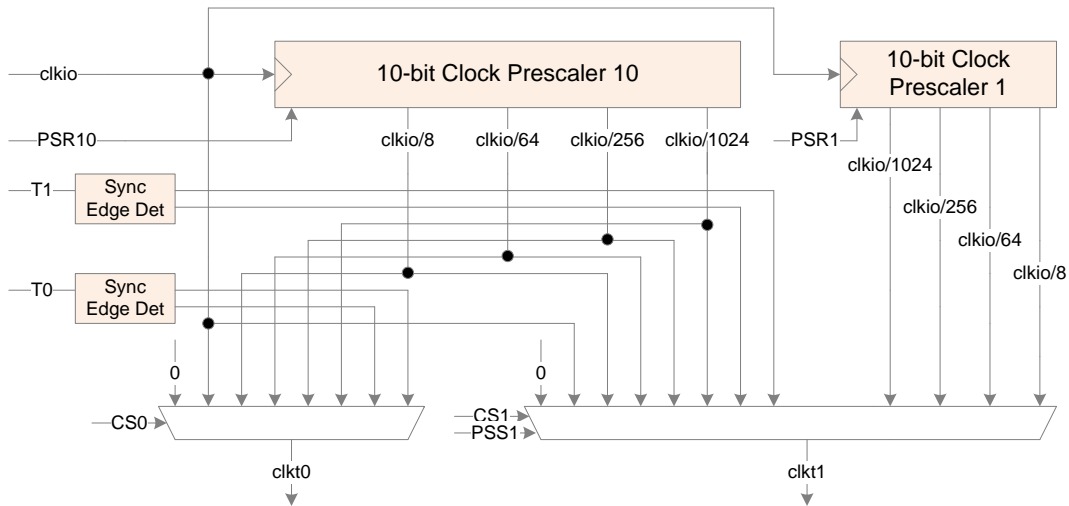 clkio
10-bit Clock Prescaler 10
10-bit Clock
Prescaler 1
PSR10
clkio/8
clkio/64
clkio/256
clkio/1024
PSR1
clkio/1024
T1
Sync
Edge Det
clkio/256
clkio/64
clkio/8
T0
Sync
Edge Det
0
0
CS0
CS1
PSS1
clkt0
clkt1